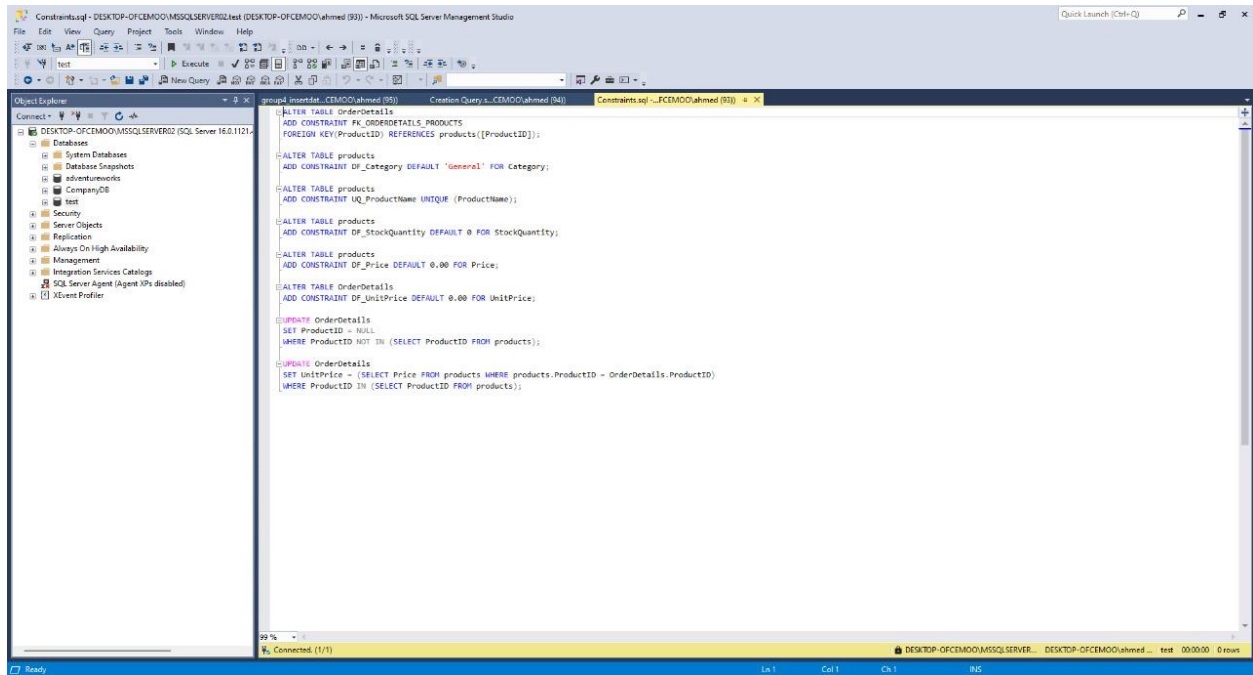 Constraints.sql - DESKTOP-OFCEMOO\MSSQLSERVER02.test (DESKTOP-OFCEMOO\ahmed (93)) - Microsoft SQL Server Management Studio
Quick Launch (Ctrl+Q)
File Edit View Query Project Tools Window Help
test
Execute
New Query
Object Explorer
group4_insertdat...CEMOO\ahmed (95))
Creation Query.s...CEMOO\ahmed (94))
Constraints.sql -...FCEMOO\ahmed (93))
Connect
DESKTOP-OFCEMOO\MSSQLSERVER02 (SQL Server 16.0.1121.
Databases
System Databases
Database Snapshots
adventureworks
CompanyDB
test
Security
Server Objects
Replication
Always On High Availability
Management
Integration Services Catalogs
SQL Server Agent (Agent XPs disabled)
XEvent Profiler
ALTER TABLE OrderDetails
ADD CONSTRAINT FK_ORDERDETAILS_PRODUCTS
FOREIGN KEY(ProductID) REFERENCES products([ProductID]);
ALTER TABLE products
ADD CONSTRAINT DF_Category DEFAULT 'General' FOR Category;
ALTER TABLE products
ADD CONSTRAINT UQ_ProductName UNIQUE (ProductName);
ALTER TABLE products
ADD CONSTRAINT DF_StockQuantity DEFAULT 0 FOR StockQuantity;
ALTER TABLE products
ADD CONSTRAINT DF_Price DEFAULT 0.00 FOR Price;
ALTER TABLE OrderDetails
ADD CONSTRAINT DF_UnitPrice DEFAULT 0.00 FOR UnitPrice;
UPDATE OrderDetails
SET ProductID = NULL
WHERE ProductID NOT IN (SELECT ProductID FROM products);
UPDATE OrderDetails
SET UnitPrice = (SELECT Price FROM products WHERE products.ProductID = OrderDetails.ProductID)
WHERE ProductID IN (SELECT ProductID FROM products);
99 %
Connected. (1/1)
DESKTOP-OFCEMOO\MSSQLSERVER... DESKTOP-OFCEMOO\ahmed ... test 00:00:00 0 rows
Ready
Ln 1 Col 1 Ch 1 INS